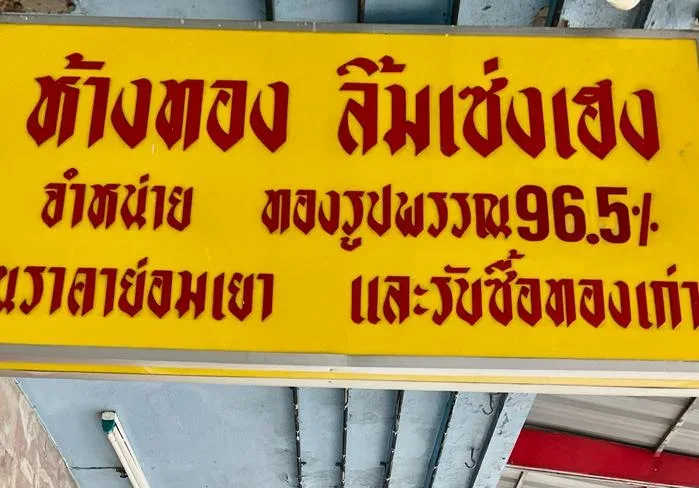 ห้างทอง ลิ้มเซ่งเฮง
จำหน่าย ทองรูปพรรณ96.5%
นราคาย่อมเยา และรับซื้อทองเก่า